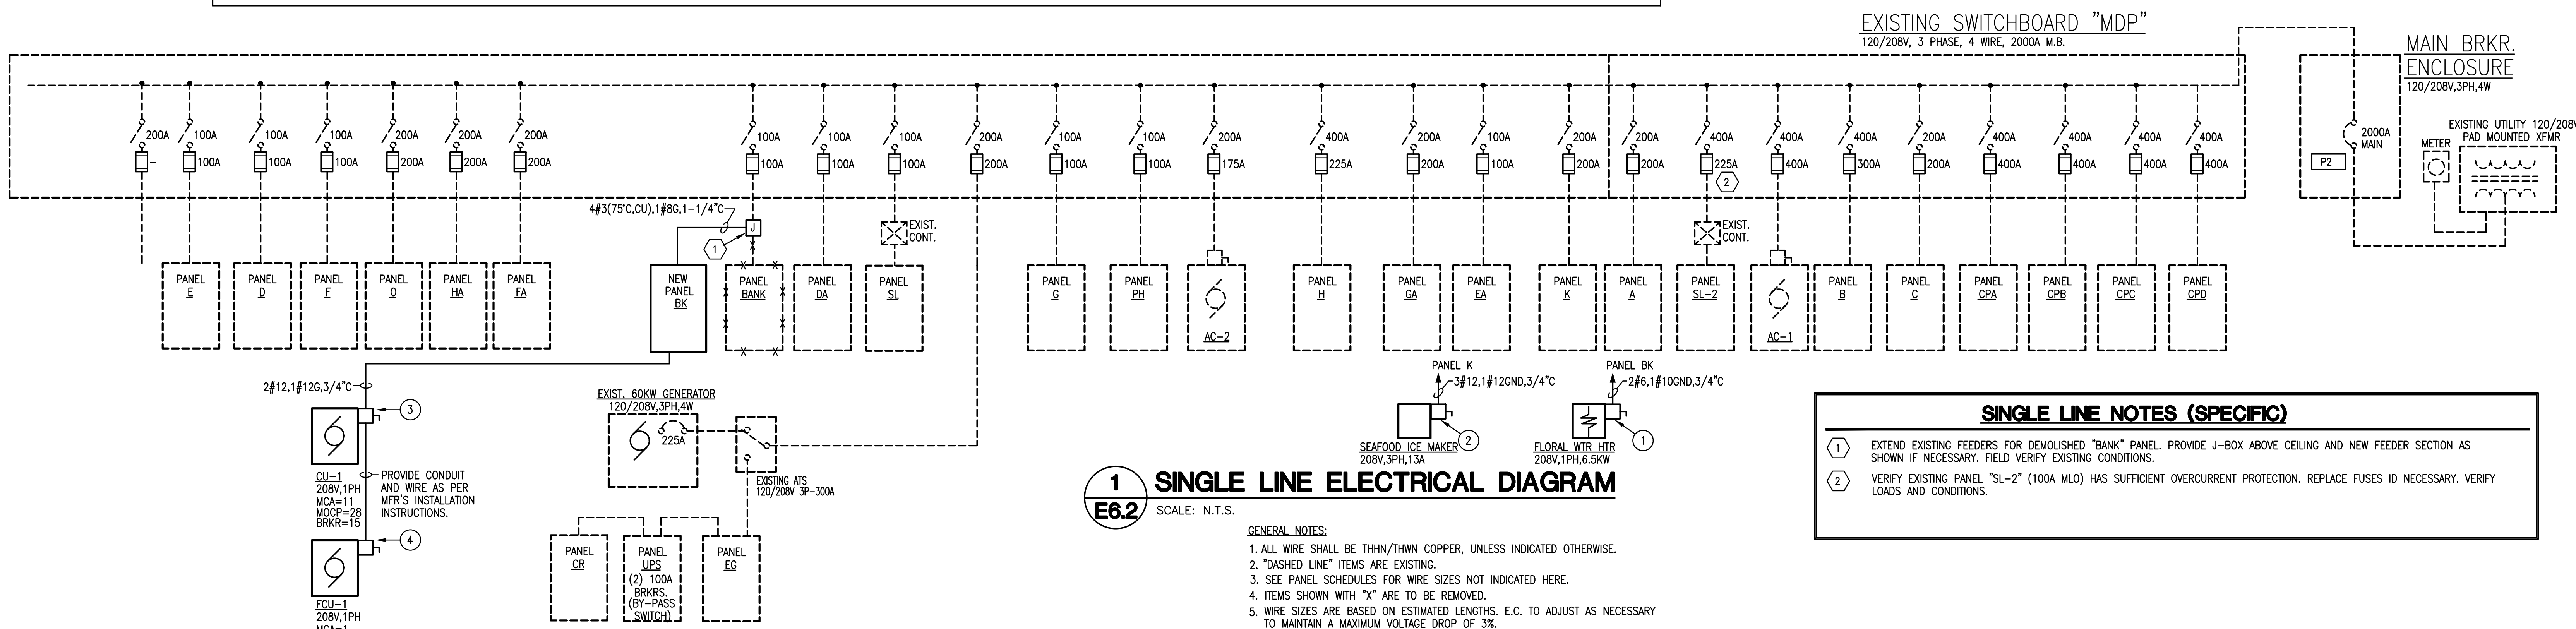 EXISTING SWITCHBOARD "MDP"
120/208V, 3 PHASE, 4 WIRE, 2000A M.B.
MAIN BRKR.
ENCLOSURE
120/208V,3PH,4W
200A
100A
100A
100A
200A
200A
200A
100A
100A
100A
200A
100A
100A
200A
400A
200A
100A
200A
200A
400A
400A
400A
200A
400A
400A
400A
400A
-
100A
100A
100A
200A
200A
200A
100A
100A
100A
200A
100A
100A
175A
225A
200A
100A
200A
200A
225A
400A
300A
200A
400A
400A
400A
400A
2
2000A
MAIN
P2
METER
EXISTING UTILITY 120/208V
PAD MOUNTED XFMR
4#3(75°C,CU),1#8G,1-1/4"C
J
1
EXIST.
CONT.
EXIST.
CONT.
PANEL
E
PANEL
D
PANEL
F
PANEL
O
PANEL
HA
PANEL
FA
NEW
PANEL
BK
PANEL
BANK
PANEL
DA
PANEL
SL
PANEL
G
PANEL
PH
AC-2
PANEL
H
PANEL
GA
PANEL
EA
PANEL
K
PANEL
A
PANEL
SL-2
AC-1
PANEL
B
PANEL
C
PANEL
CPA
PANEL
CPB
PANEL
CPC
PANEL
CPD
2#12,1#12G,3/4"C
3
CU-1
208V,1PH
MCA=11
MOCP=28
BRKR=15
PROVIDE CONDUIT
AND WIRE AS PER
MFR'S INSTALLATION
INSTRUCTIONS.
4
FCU-1
208V,1PH
MCA=1
EXIST. 60KW GENERATOR
120/208V,3PH,4W
225A
EXISTING ATS
120/208V 3P-300A
PANEL
CR
PANEL
UPS
(2) 100A
BRKRS.
(BY-PASS
SWITCH)
PANEL
EG
PANEL K
3#12,1#12GND,3/4"C
2
SEAFOOD ICE MAKER
208V,3PH,13A
PANEL BK
2#6,1#10GND,3/4"C
1
FLORAL WTR HTR
208V,1PH,6.5KW
1
E6.2
SINGLE LINE ELECTRICAL DIAGRAM
SCALE: N.T.S.
GENERAL NOTES:
1. ALL WIRE SHALL BE THHN/THWN COPPER, UNLESS INDICATED OTHERWISE.
2. "DASHED LINE" ITEMS ARE EXISTING.
3. SEE PANEL SCHEDULES FOR WIRE SIZES NOT INDICATED HERE.
4. ITEMS SHOWN WITH "X" ARE TO BE REMOVED.
5. WIRE SIZES ARE BASED ON ESTIMATED LENGTHS. E.C. TO ADJUST AS NECESSARY
TO MAINTAIN A MAXIMUM VOLTAGE DROP OF 3%.
SINGLE LINE NOTES (SPECIFIC)
1 EXTEND EXISTING FEEDERS FOR DEMOLISHED "BANK" PANEL. PROVIDE J-BOX ABOVE CEILING AND NEW FEEDER SECTION AS
SHOWN IF NECESSARY. FIELD VERIFY EXISTING CONDITIONS.
2 VERIFY EXISTING PANEL "SL-2" (100A MLO) HAS SUFFICIENT OVERCURRENT PROTECTION. REPLACE FUSES ID NECESSARY. VERIFY
LOADS AND CONDITIONS.